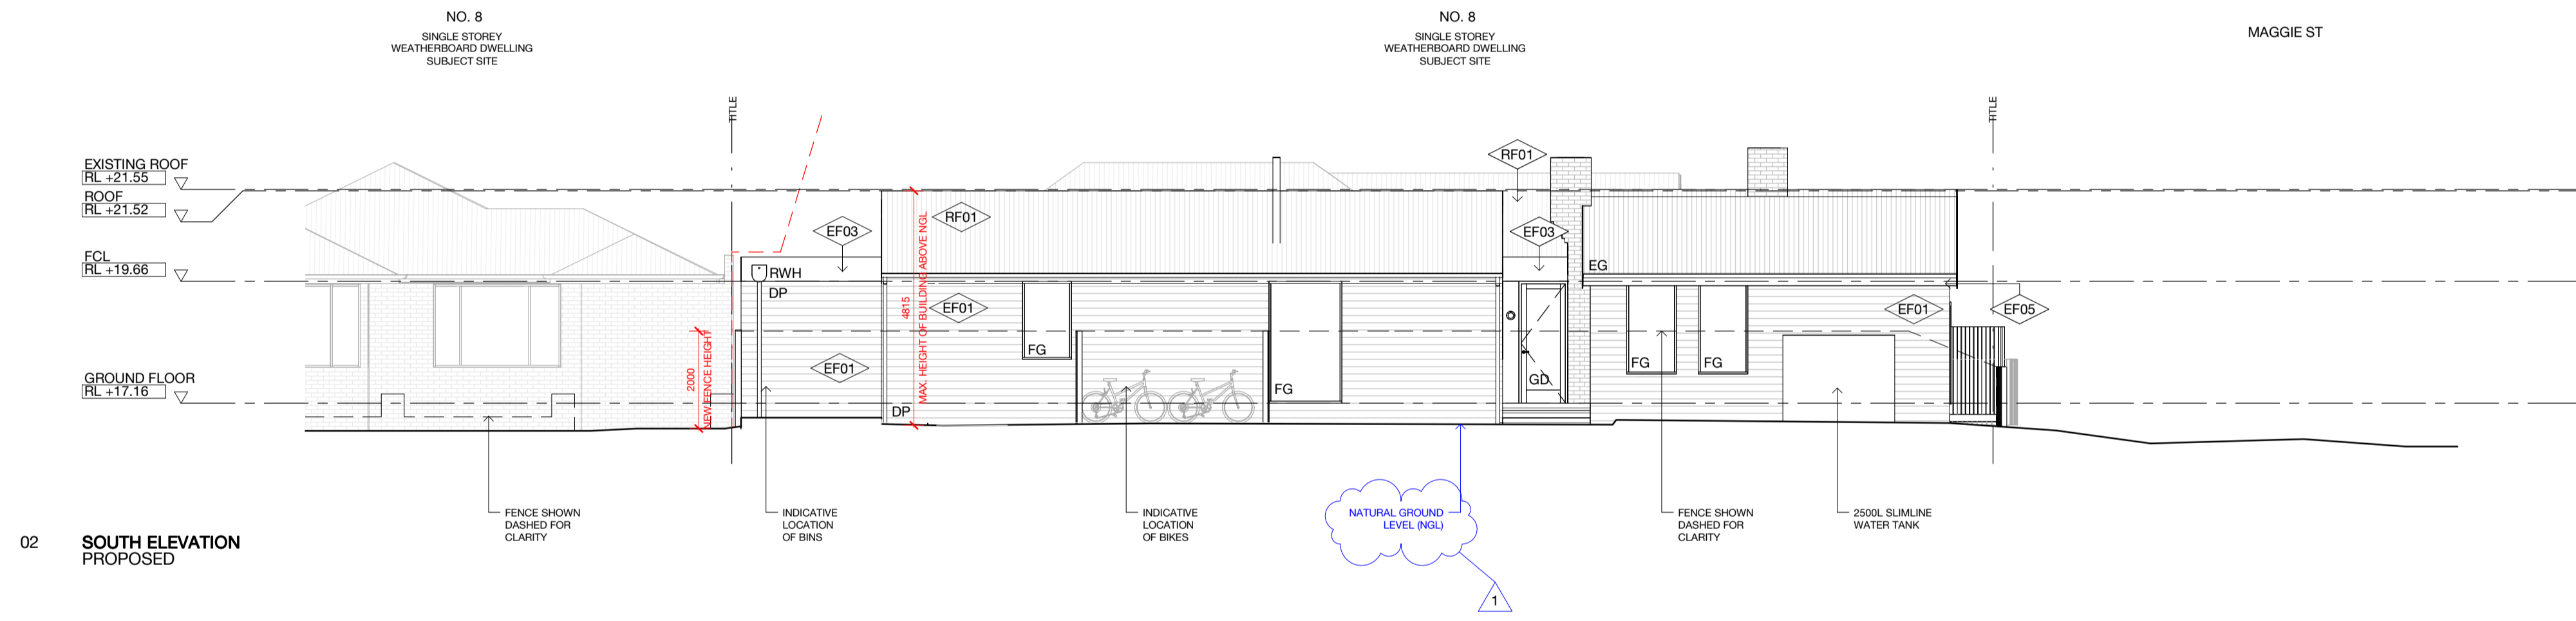 NO. 8
SINGLE STOREY
WEATHERBOARD DWELLING
SUBJECT SITE
NO. 8
SINGLE STOREY
WEATHERBOARD DWELLING
SUBJECT SITE
MAGGIE ST
TITLE
TITLE
EXISTING ROOF
RL +21.55
ROOF
RL +21.52
FCL
RL +19.66
GROUND FLOOR
RL +17.16
RF01
RF01
EF03
EF03
RWH
DP
EG
EF01
EF01
EF05
4815
MAX. HEIGHT OF BUILDING ABOVE NGL
2000
NEW FENCE HEIGHT
FG
FG
FG
EF01
GD
FG
DP
FENCE SHOWN
DASHED FOR
CLARITY
INDICATIVE
LOCATION
OF BINS
INDICATIVE
LOCATION
OF BIKES
NATURAL GROUND
LEVEL (NGL)
FENCE SHOWN
DASHED FOR
CLARITY
2500L SLIMLINE
WATER TANK
1
02
SOUTH ELEVATION
PROPOSED